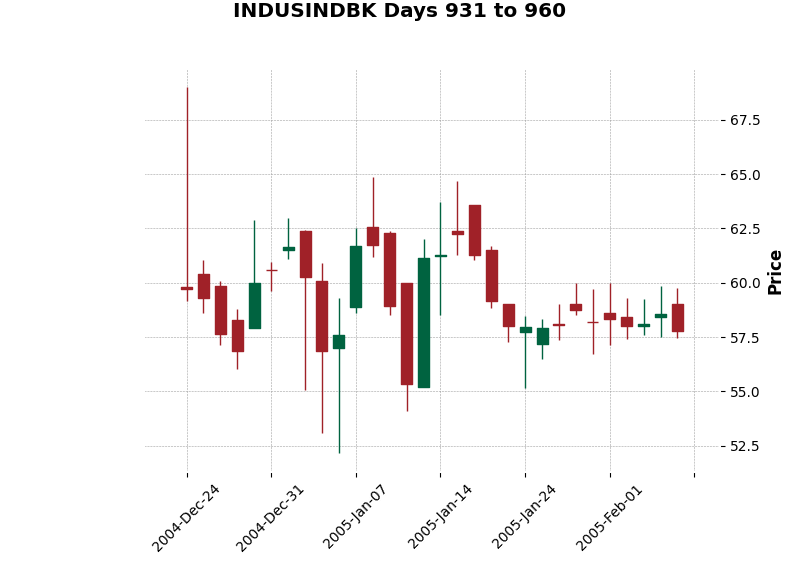 INDUSINDBK Days 931 to 960
67.5
65.0
62.5
60.0
57.5
55.0
52.5
Price
2004-Dec-24
2004-Dec-31
2005-Jan-07
2005-Jan-14
2005-Jan-24
2005-Feb-01